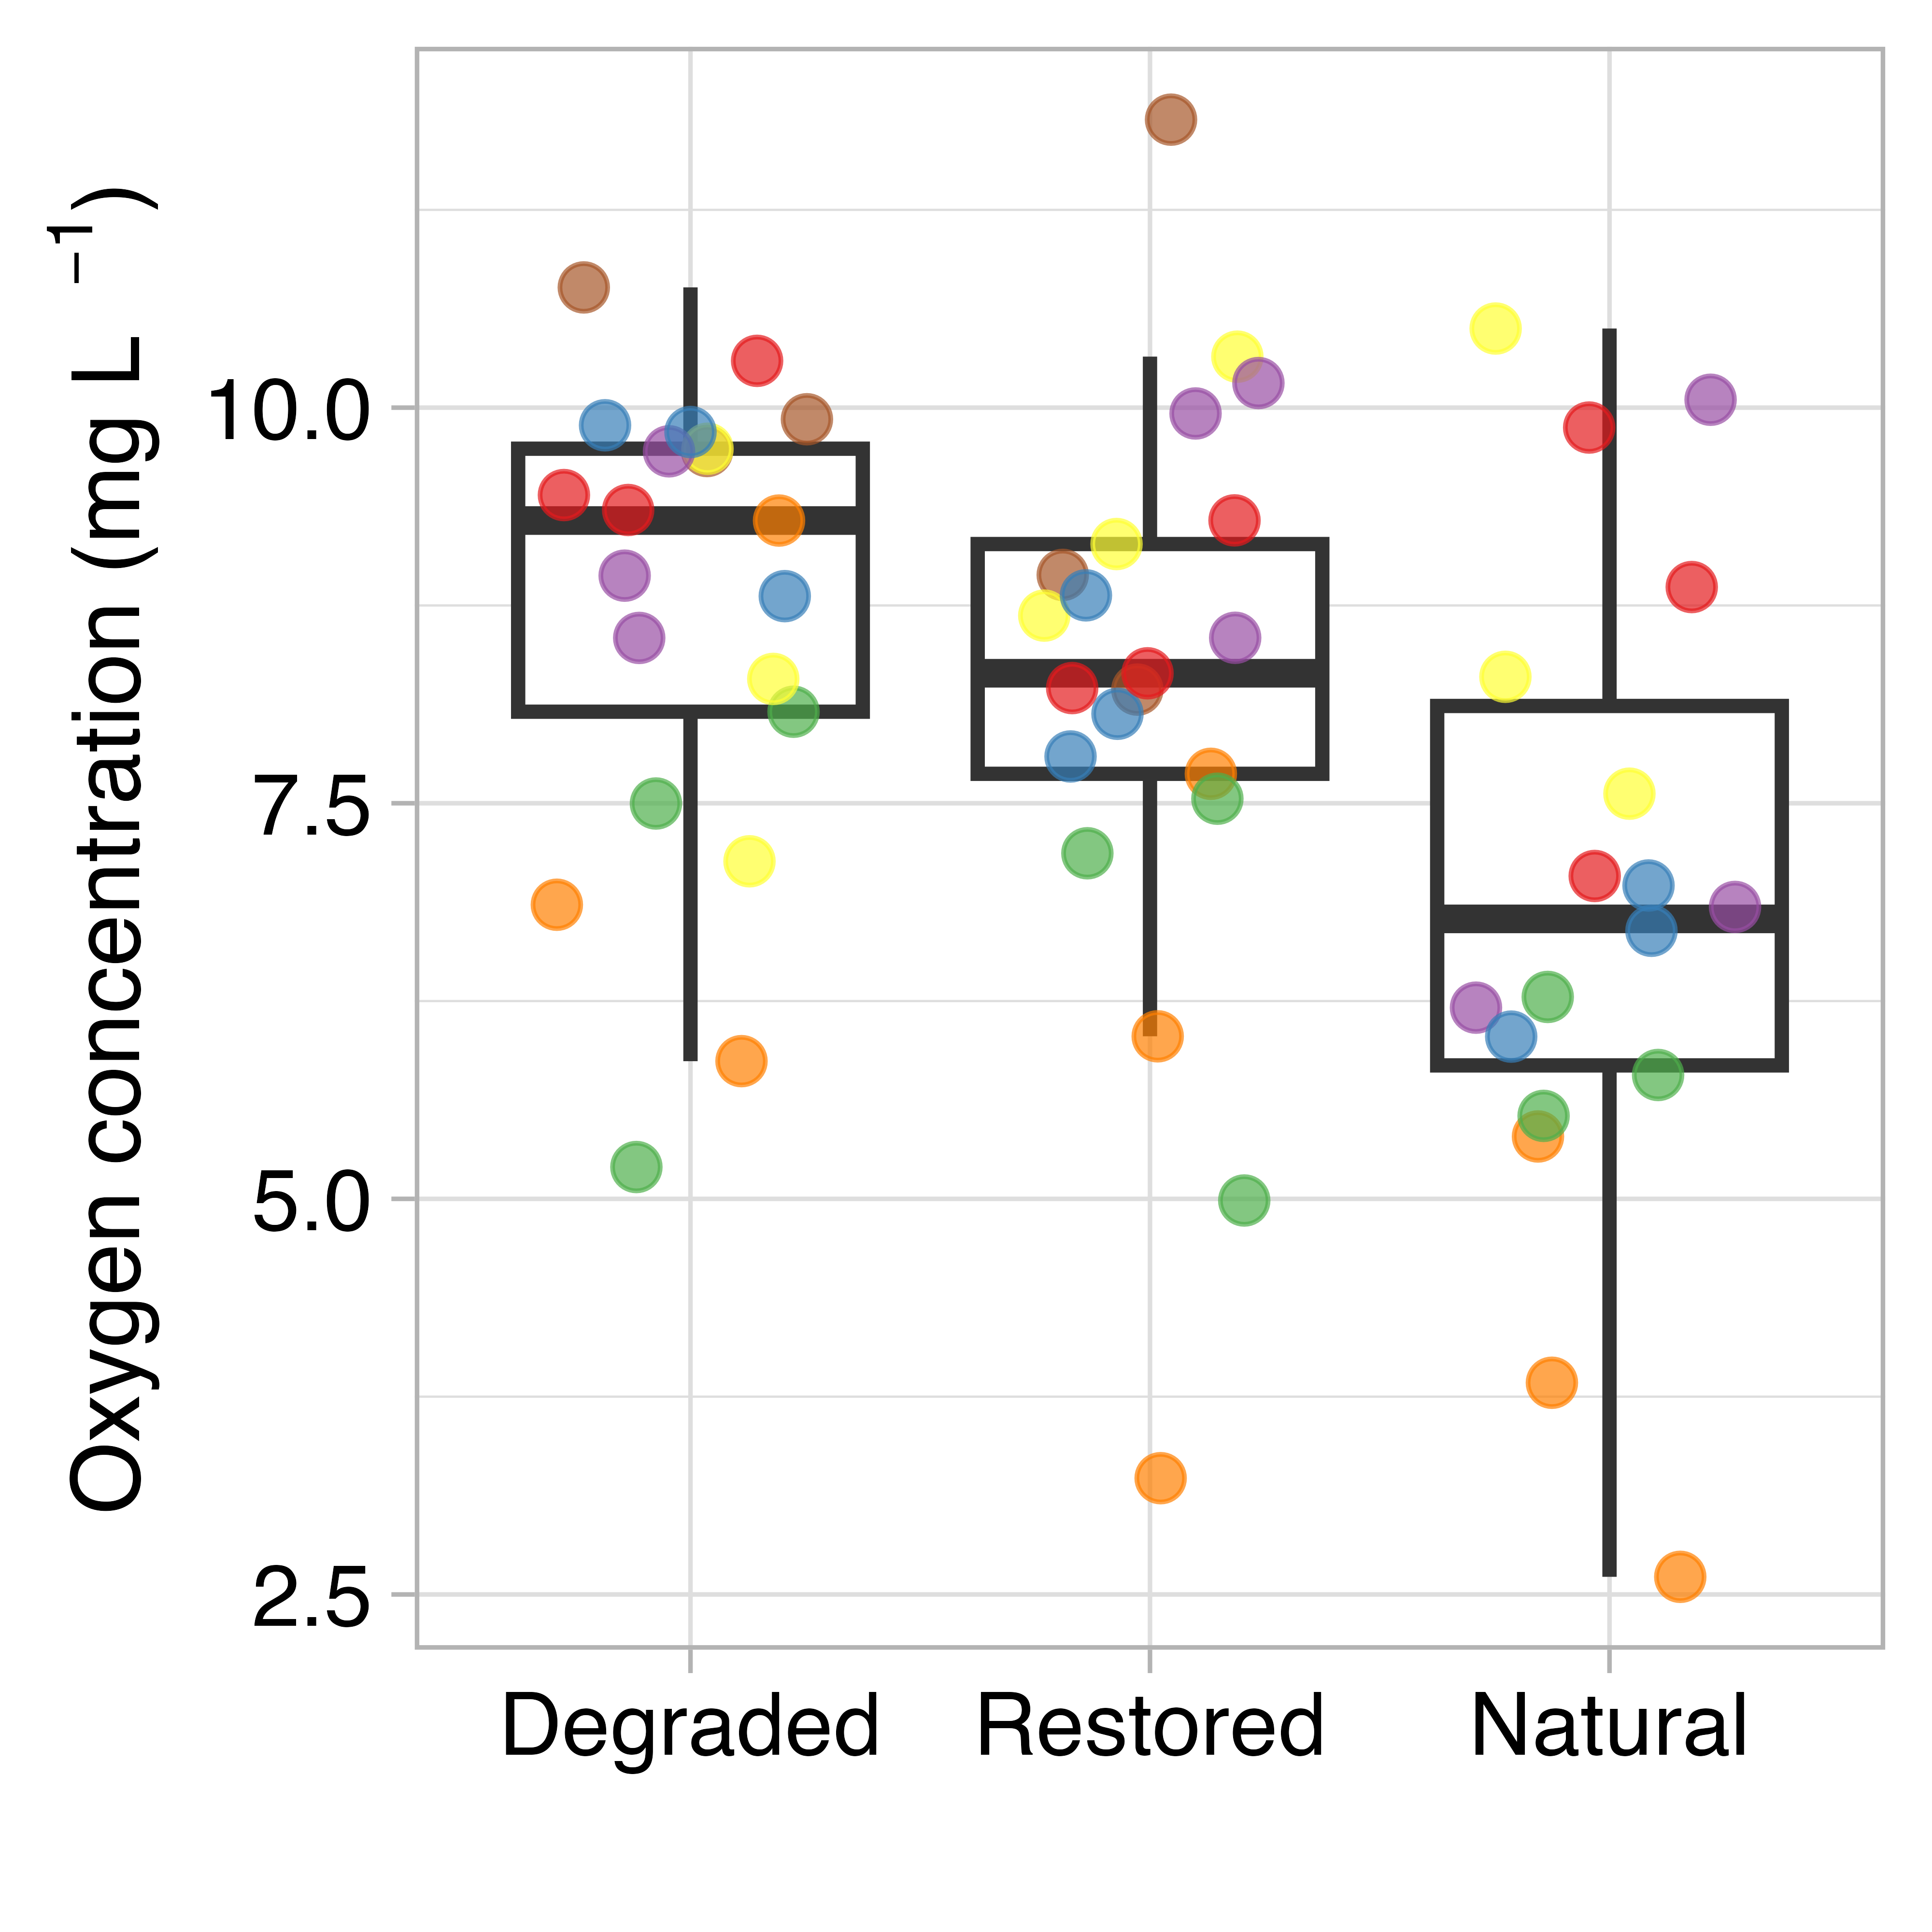 Oxygen concentration (mg L ⁻¹)
10.0
7.5
5.0
2.5
Degraded Restored Natural